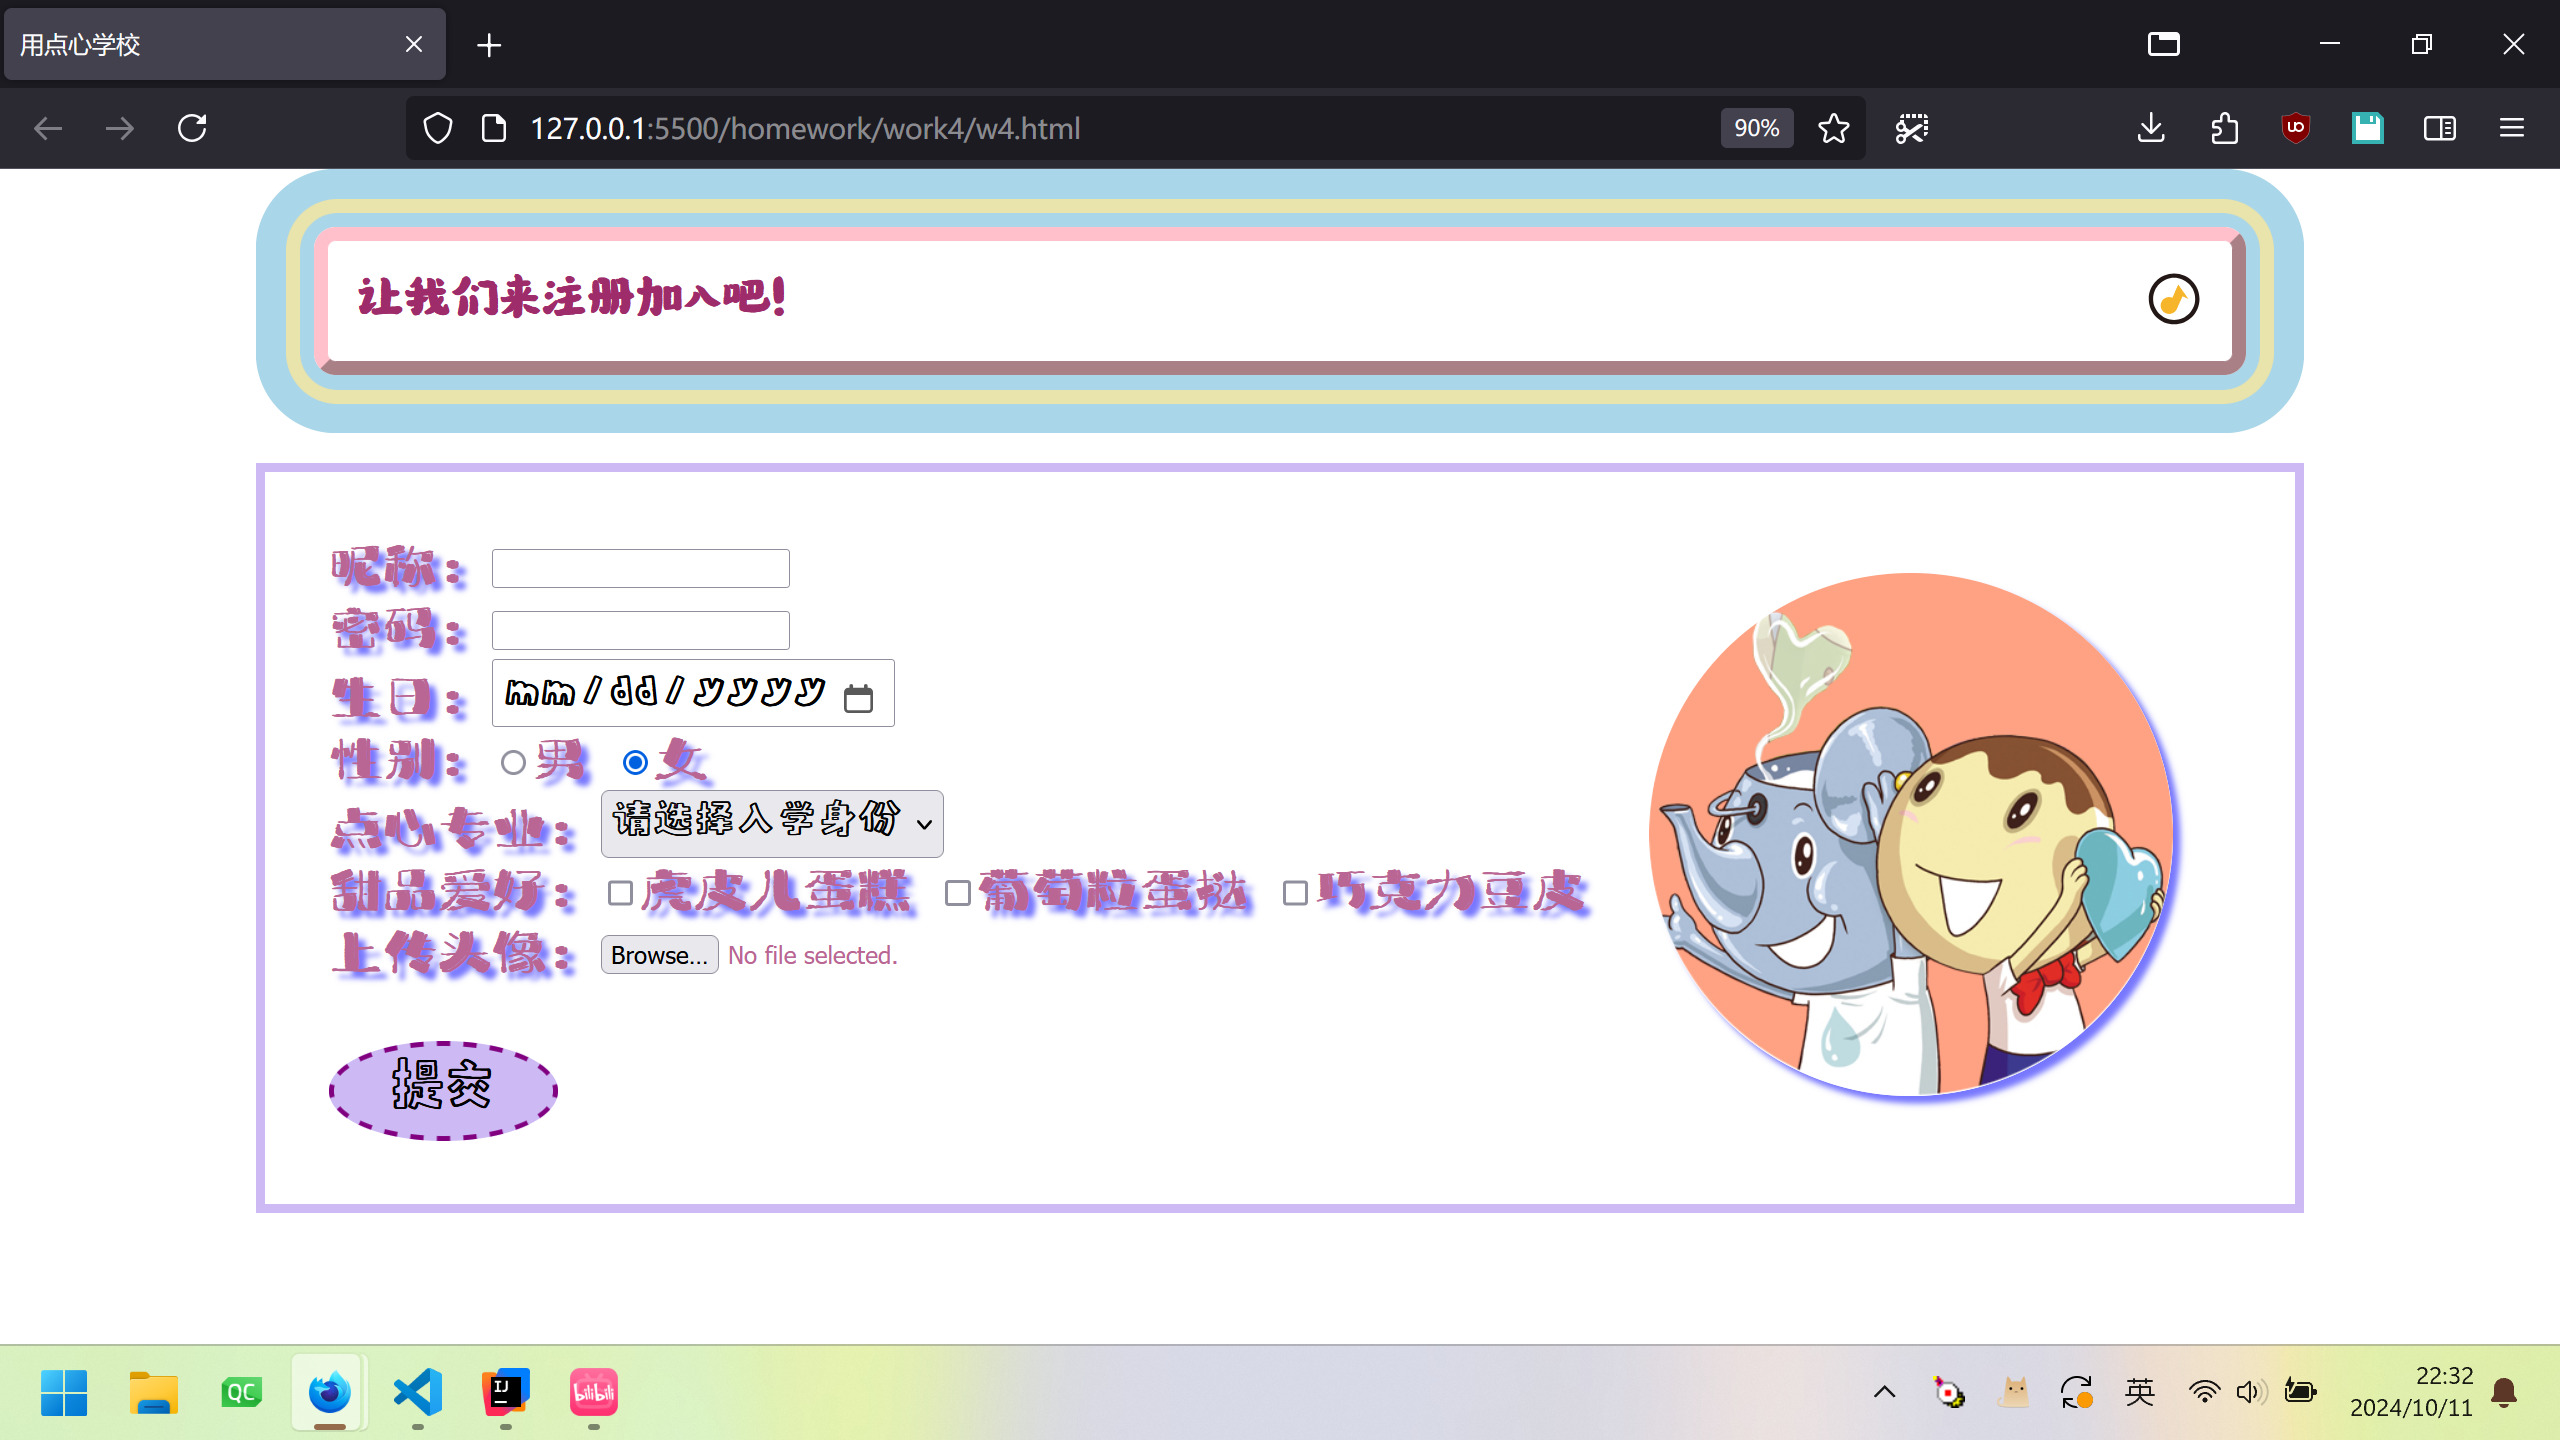 用点心学校
127.0.0.1:5500/homework/work4/w4.html
90%
让我们来注册加入吧!
昵称:
密码:
生日: mm/dd/yyyy
性别: 男 女
点心专业: 请选择入学身份
甜品爱好: 虎皮儿蛋糕 葡萄粒蛋挞 巧克力豆皮
上传头像: Browse... No file selected.
提交
QC
IJ
bilibili
英
22:32
2024/10/11